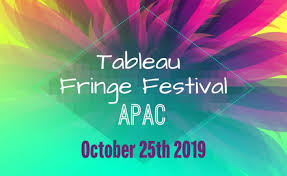 Tableau
Fringe Festival
APAC
October 25th 2019